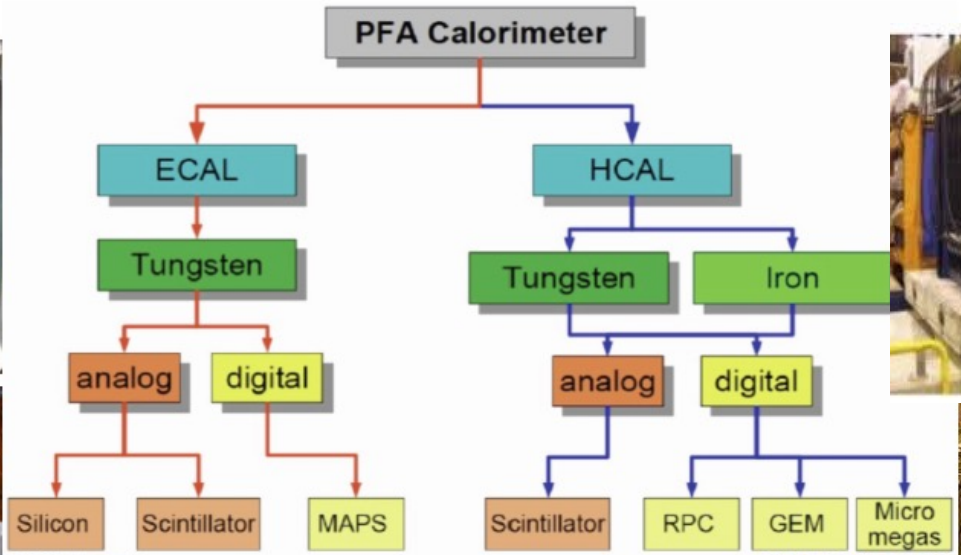 PFA Calorimeter
ECAL
HCAL
Tungsten
Tungsten
Iron
analog
digital
analog
digital
Silicon
Scintillator
MAPS
Scintillator
RPC
GEM
Micro
megas